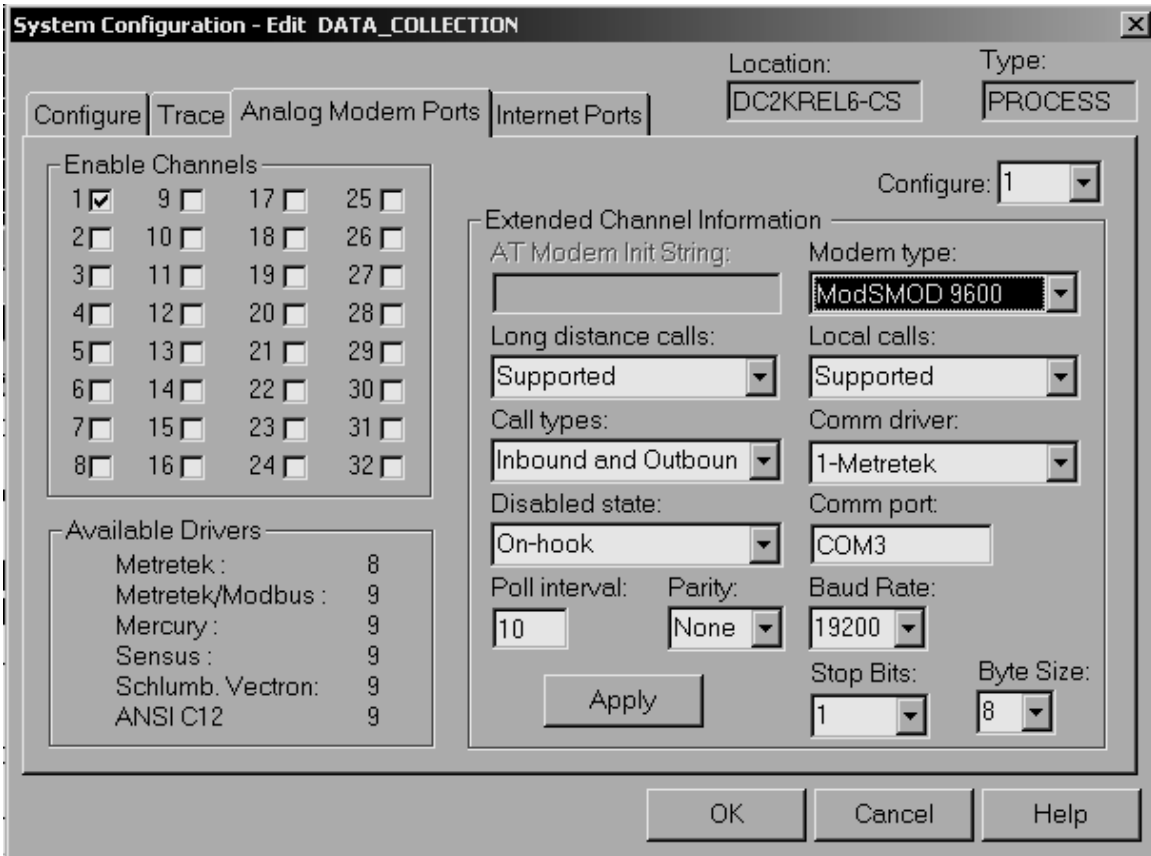 System Configuration - Edit DATA_COLLECTION
Location: Type:
DC2KREL6-CS PROCESS
Configure Trace Analog Modem Ports Internet Ports
Enable Channels
1 9 17 25
2 10 18 26
3 11 19 27
4 12 20 28
5 13 21 29
6 14 22 30
7 15 23 31
8 16 24 32
Available Drivers
Metretek : 8
Metretek/Modbus : 9
Mercury : 9
Sensus : 9
Schlumb. Vectron: 9
ANSI C12 9
Configure: 1
Extended Channel Information
AT Modem Init String: Modem type:
ModSMOD 9600
Long distance calls: Local calls:
Supported Supported
Call types: Comm driver:
Inbound and Outboun 1-Metretek
Disabled state: Comm port:
On-hook COM3
Poll interval: Parity: Baud Rate:
10 None 19200
Stop Bits: Byte Size:
Apply 1 8
OK Cancel Help